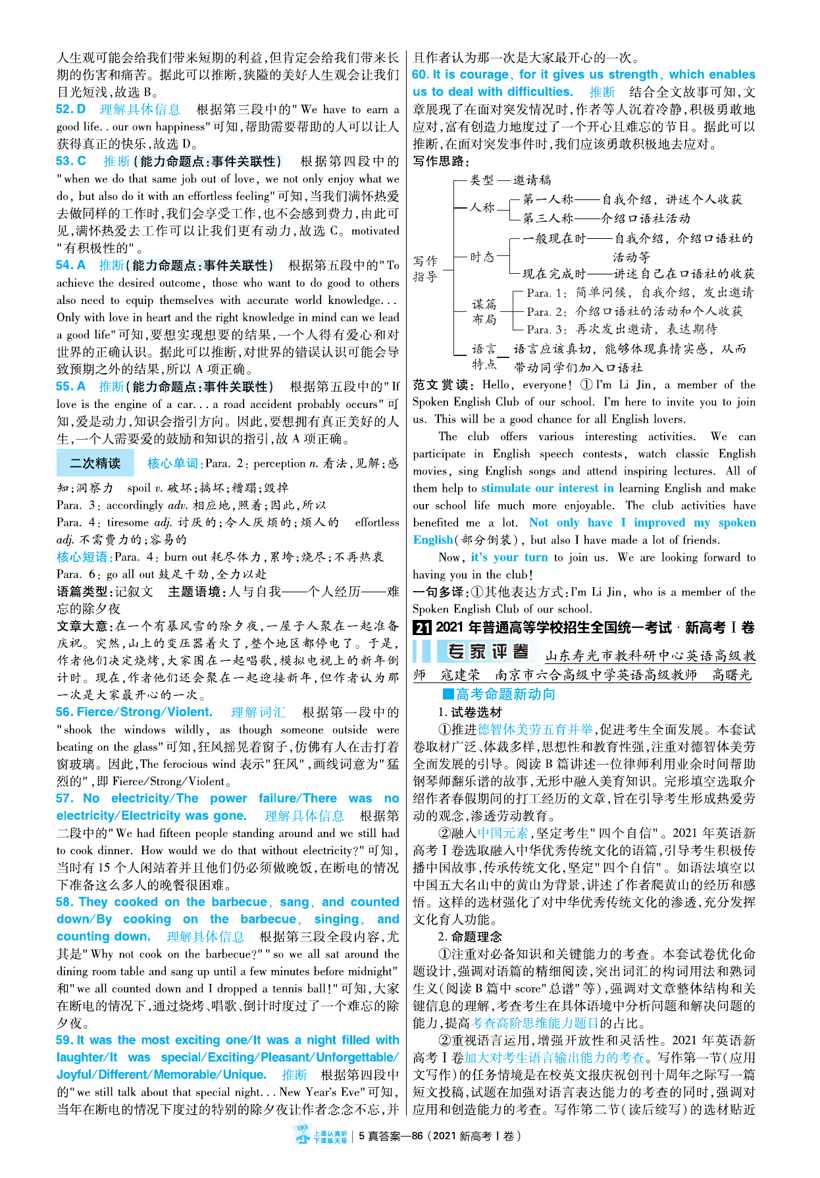 人生观可能会给我们带来短期的利益,但肯定会给我们带来长
期的伤害和痛苦。据此可以推断,狭隘的美好人生观会让我们
目光短浅,故选 B。
52. D 理解具体信息 根据第三段中的"We have to earn a
good life. . our own happiness"可知,帮助需要帮助的人可以让人
获得真正的快乐,故选 D。
53. C 推断(能力命题点:事件关联性) 根据第四段中的
"when we do that same job out of love, we not only enjoy what we
do, but also do it with an effortless feeling"可知,当我们满怀热爱
去做同样的工作时,我们会享受工作,也不会感到费力,由此可
见,满怀热爱去工作可以让我们更有动力,故选 C。motivated
"有积极性的"。
54. A 推断(能力命题点:事件关联性) 根据第五段中的"To
achieve the desired outcome, those who want to do good to others
also need to equip themselves with accurate world knowledge. . .
Only with love in heart and the right knowledge in mind can we lead
a good life"可知,要想实现想要的结果,一个人得有爱心和对
世界的正确认识。据此可以推断,对世界的错误认识可能会导
致预期之外的结果,所以 A 项正确。
55. A 推断(能力命题点:事件关联性) 根据第五段中的"If
love is the engine of a car. . . a road accident probably occurs"可
知,爱是动力,知识会指引方向。因此,要想拥有真正美好的人
生,一个人需要爱的鼓励和知识的指引,故 A 项正确。
二次精读 核心单词:Para. 2: perception n. 看法,见解;感
知;洞察力 spoil v. 破坏;搞坏;糟蹋;毁掉
Para. 3: accordingly adv. 相应地,照着;因此,所以
Para. 4: tiresome adj. 讨厌的;令人厌烦的;烦人的 effortless
adj. 不需费力的;容易的
核心短语:Para. 4: burn out 耗尽体力,累垮;烧尽;不再热衷
Para. 6: go all out 鼓足干劲,全力以赴
语篇类型:记叙文 主题语境:人与自我——个人经历——难
忘的除夕夜
文章大意:在一个有暴风雪的除夕夜,一屋子人聚在一起准备
庆祝。突然,山上的变压器着火了,整个地区都停电了。于是,
作者他们决定烧烤,大家围在一起唱歌,模拟电视上的新年倒
计时。现在,作者他们还会聚在一起迎接新年,但作者认为那
一次是大家最开心的一次。
56. Fierce/Strong/Violent. 理解词汇 根据第一段中的
"shook the windows wildly, as though someone outside were
beating on the glass"可知,狂风摇晃着窗子,仿佛有人在击打着
窗玻璃。因此,The ferocious wind 表示"狂风",画线词意为"猛
烈的",即 Fierce/Strong/Violent。
57. No electricity/The power failure/There was no
electricity/Electricity was gone. 理解具体信息 根据第
二段中的"We had fifteen people standing around and we still had
to cook dinner. How would we do that without electricity?"可知,
当时有 15 个人闲站着并且他们仍必须做晚饭,在断电的情况
下准备这么多人的晚餐很困难。
58. They cooked on the barbecue, sang, and counted
down/By cooking on the barbecue, singing, and
counting down. 理解具体信息 根据第三段全段内容,尤
其是"Why not cook on the barbecue?""so we all sat around the
dining room table and sang up until a few minutes before midnight"
和"we all counted down and I dropped a tennis ball!"可知,大家
在断电的情况下,通过烧烤、唱歌、倒计时度过了一个难忘的除
夕夜。
59. It was the most exciting one/It was a night filled with
laughter/It was special/Exciting/Pleasant/Unforgettable/
Joyful/Different/Memorable/Unique. 推断 根据第四段中
的"we still talk about that special night. . . New Year's Eve"可知,
当年在断电的情况下度过的特别的除夕夜让作者念念不忘,并
且作者认为那一次是大家最开心的一次。
60. It is courage, for it gives us strength, which enables
us to deal with difficulties. 推断 结合全文故事可知,文
章展现了在面对突发情况时,作者等人沉着冷静,积极勇敢地
应对,富有创造力地度过了一个开心且难忘的节日。据此可以
推断,在面对突发事件时,我们应该勇敢积极地去应对。
写作思路:
写作
指导
类型—邀请稿
人称
第一人称——自我介绍,讲述个人收获
第三人称——介绍口语社活动
时态
一般现在时——自我介绍,介绍口语社的
活动等
现在完成时——讲述自己在口语社的收获
谋篇
布局
Para. 1: 简单问候,自我介绍,发出邀请
Para. 2: 介绍口语社的活动和个人收获
Para. 3: 再次发出邀请,表达期待
语言
特点
语言应该真切,能够体现真情实感,从而
带动同学们加入口语社
范文赏读: Hello, everyone! ①I'm Li Jin, a member of the
Spoken English Club of our school. I'm here to invite you to join
us. This will be a good chance for all English lovers.
The club offers various interesting activities. We can
participate in English speech contests, watch classic English
movies, sing English songs and attend inspiring lectures. All of
them help to stimulate our interest in learning English and make
our school life much more enjoyable. The club activities have
benefited me a lot. Not only have I improved my spoken
English(部分倒装), but also I have made a lot of friends.
Now, it's your turn to join us. We are looking forward to
having you in the club!
一句多译:①其他表达方式:I'm Li Jin, who is a member of the
Spoken English Club of our school.
21 2021 年普通高等学校招生全国统一考试·新高考Ⅰ卷
专家评卷 山东寿光市教科研中心英语高级教
师 寇建荣 南京市六合高级中学英语高级教师 高曙光
■高考命题新动向
1. 试卷选材
①推进德智体美劳五育并举,促进考生全面发展。本套试
卷取材广泛、体裁多样,思想性和教育性强,注重对德智体美劳
全面发展的引导。阅读 B 篇讲述一位律师利用业余时间帮助
钢琴师翻乐谱的故事,无形中融入美育知识。完形填空选取介
绍作者春假期间的打工经历的文章,旨在引导考生形成热爱劳
动的观念,渗透劳动教育。
②融入中国元素,坚定考生"四个自信"。2021 年英语新
高考Ⅰ卷选取融入中华优秀传统文化的语篇,引导考生积极传
播中国故事,传承传统文化,坚定"四个自信"。如语法填空以
中国五大名山中的黄山为背景,讲述了作者爬黄山的经历和感
悟。这样的选材强化了对中华优秀传统文化的渗透,充分发挥
文化育人功能。
2. 命题理念
①注重对必备知识和关键能力的考查。本套试卷优化命
题设计,强调对语篇的精细阅读,突出词汇的构词用法和熟词
生义(阅读 B 篇中 score"总谱"等),强调对文章整体结构和关
键信息的理解,考查考生在具体语境中分析问题和解决问题的
能力,提高考查高阶思维能力题目的占比。
②重视语言运用,增强开放性和灵活性。2021 年英语新
高考Ⅰ卷加大对考生语言输出能力的考查。写作第一节(应用
文写作)的任务情境是在校英文报庆祝创刊十周年之际写一篇
短文投稿,试题在加强对语言表达能力的考查的同时,强调对
应用和创造能力的考查。写作第二节(读后续写)的选材贴近
上课认真听
下课练天星
5 真答案—86(2021 新高考Ⅰ卷)